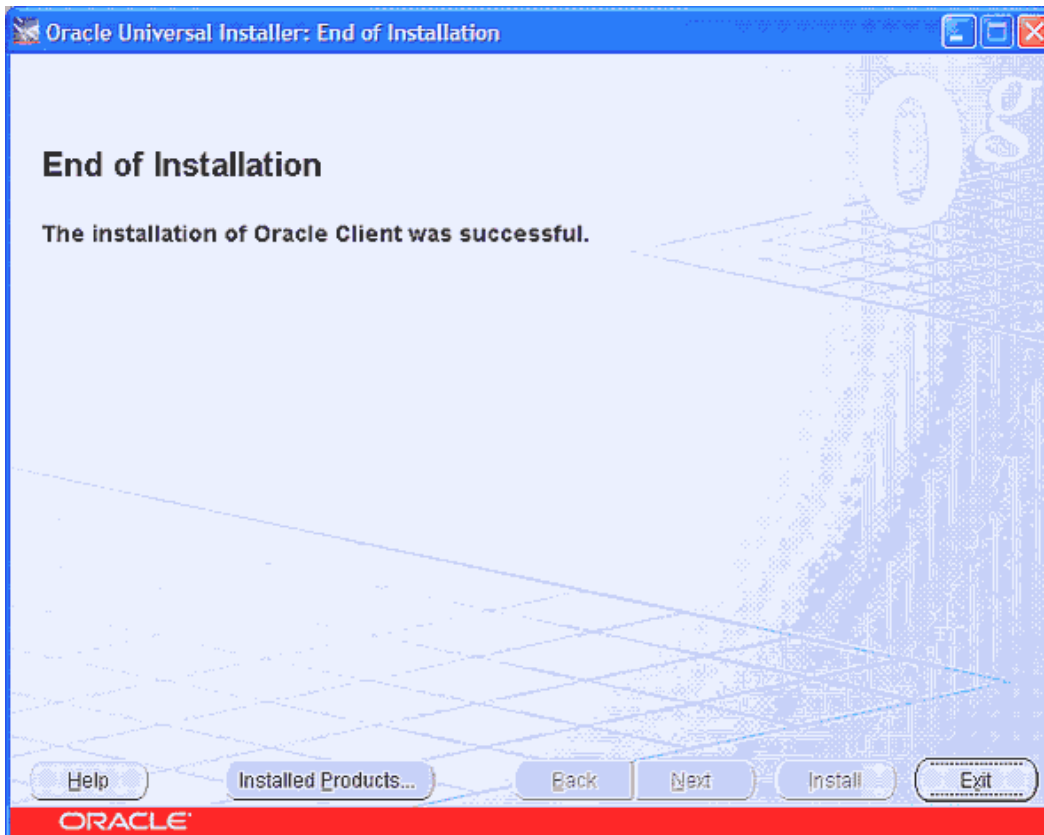 Oracle Universal Installer: End of Installation
0g
End of Installation
The installation of Oracle Client was successful.
Help
Installed Products...
Back
Next
Install
Exit
ORACLE